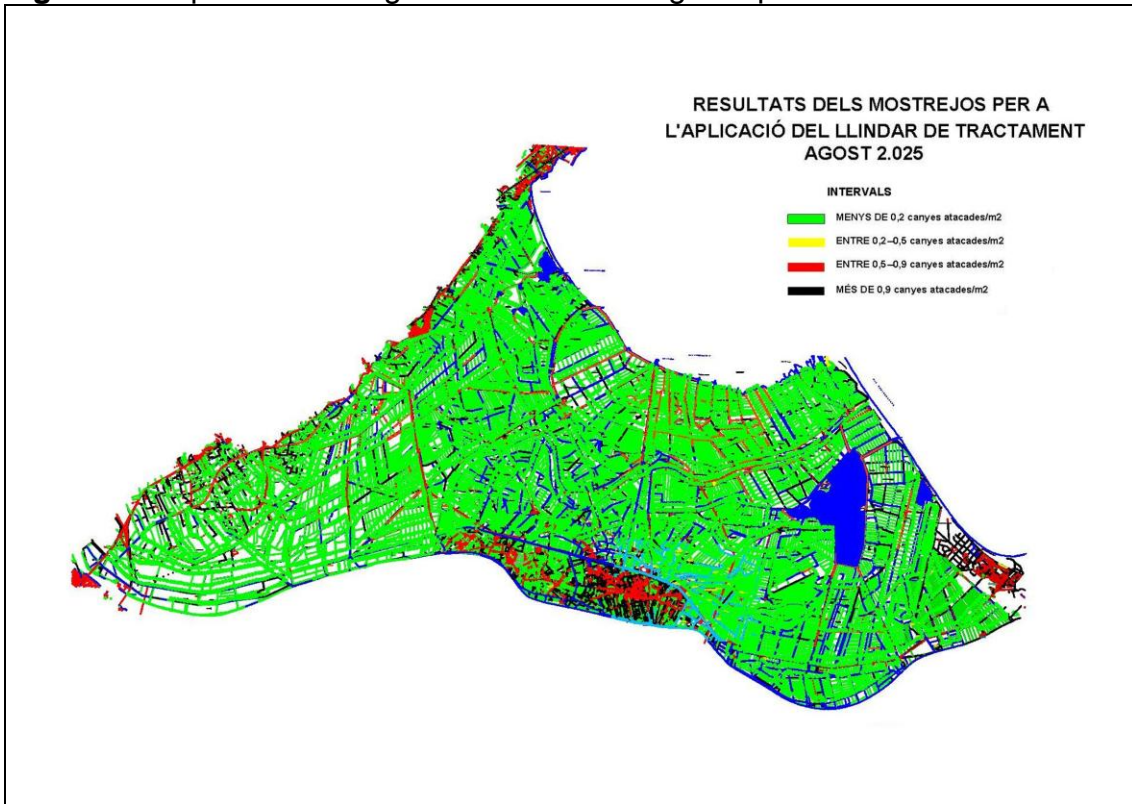 RESULTATS DELS MOSTREJOS PER A
L'APLICACIÓ DEL LLINDAR DE TRACTAMENT
AGOST 2.025
INTERVALS
MENYS DE 0,2 canyes atacades/m2
ENTRE 0,2–0,5 canyes atacades/m2
ENTRE 0,5–0,9 canyes atacades/m2
MÉS DE 0,9 canyes atacades/m2